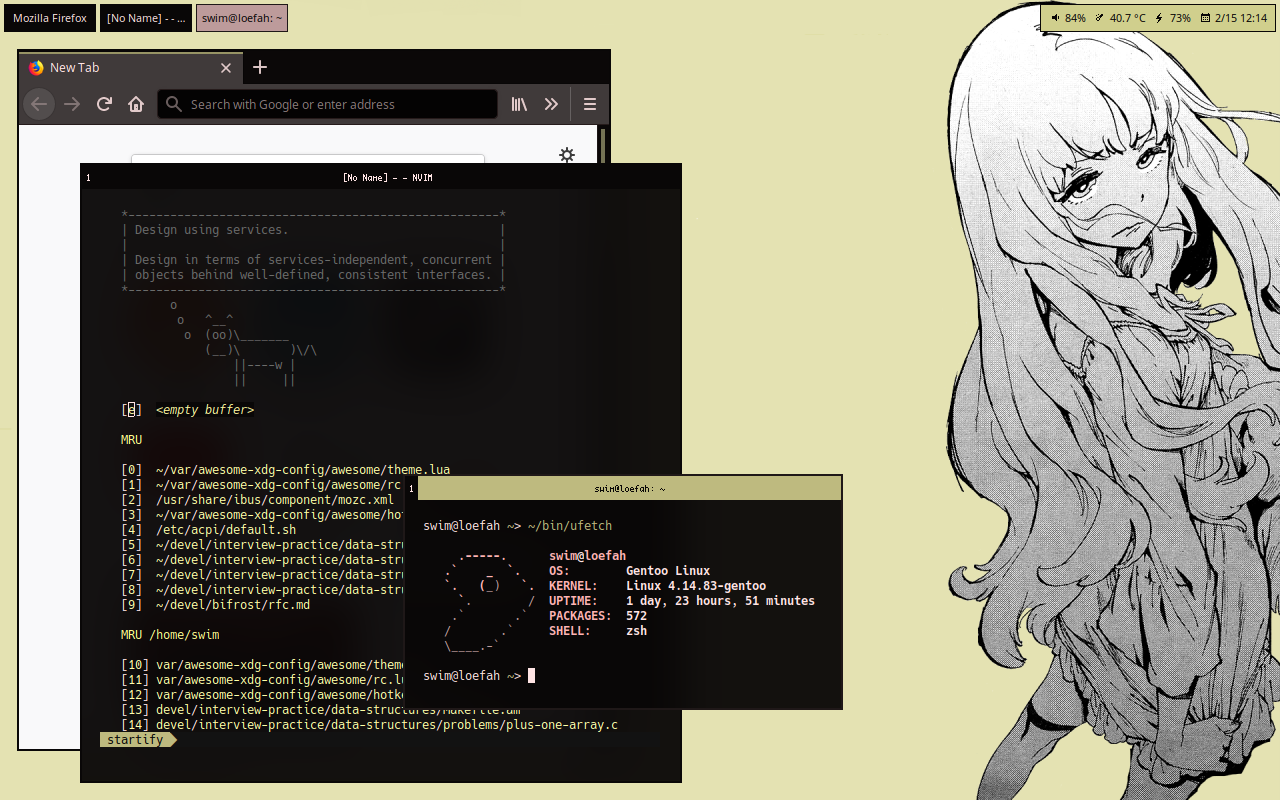 Mozilla Firefox
[No Name] - - ...
swim@loefah: ~
84%
40.7 °C
73%
2/15 12:14
New Tab
Search with Google or enter address
1
[No Name] - - NVIM
*-----------------------------------------------------*
| Design using services.                              |
|                                                     |
| Design in terms of services-independent, concurrent |
| objects behind well-defined, consistent interfaces. |
*-----------------------------------------------------*
       o
        o   ^__^
         o  (oo)\_______
            (__)\       )\/\
                ||----w |
                ||     ||
[e]  <empty buffer>
MRU
[0]  ~/var/awesome-xdg-config/awesome/theme.lua
[1]  ~/var/awesome-xdg-config/awesome/rc
[2]  /usr/share/ibus/component/mozc.xml
[3]  ~/var/awesome-xdg-config/awesome/hot
[4]  /etc/acpi/default.sh
[5]  ~/devel/interview-practice/data-stru
[6]  ~/devel/interview-practice/data-stru
[7]  ~/devel/interview-practice/data-stru
[8]  ~/devel/interview-practice/data-stru
[9]  ~/devel/bifrost/rfc.md
MRU /home/swim
[10] var/awesome-xdg-config/awesome/theme
[11] var/awesome-xdg-config/awesome/rc.lu
[12] var/awesome-xdg-config/awesome/hotke
[13] devel/interview-practice/data-structures/Makefile.am
[14] devel/interview-practice/data-structures/problems/plus-one-array.c
startify
1
swim@loefah: ~
swim@loefah ~> ~/bin/ufetch
swim@loefah
OS:        Gentoo Linux
KERNEL:    Linux 4.14.83-gentoo
UPTIME:    1 day, 23 hours, 51 minutes
PACKAGES:  572
SHELL:     zsh
swim@loefah ~>